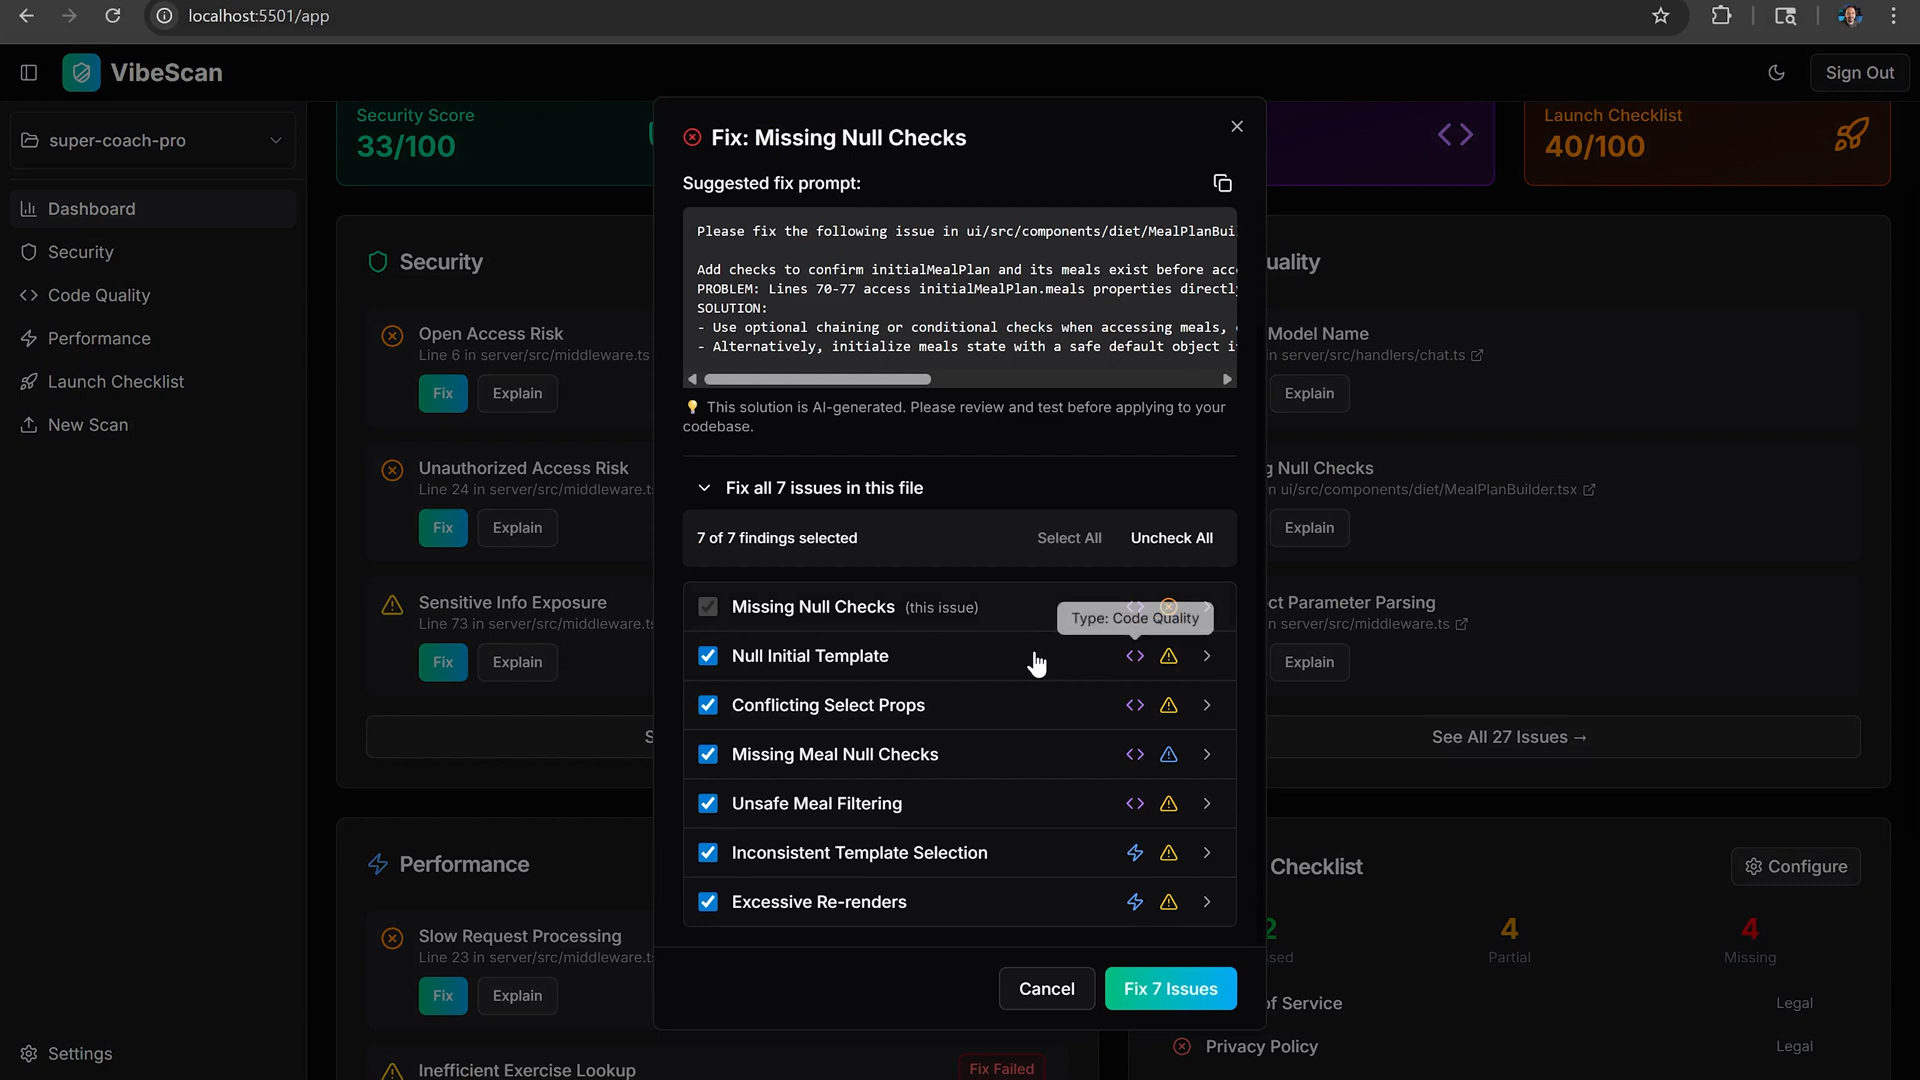 localhost:5501/app
VibeScan
Sign Out
super-coach-pro
Dashboard
Security
Code Quality
Performance
Launch Checklist
New Scan
Settings
Security Score
33/100
Launch Checklist
40/100
Security
Open Access Risk
Line 6 in server/src/middleware.ts
Fix
Explain
Unauthorized Access Risk
Line 24 in server/src/middleware.t
Fix
Explain
Sensitive Info Exposure
Line 73 in server/src/middleware.t
Fix
Explain
Performance
Slow Request Processing
Line 23 in server/src/middleware.t
Fix
Explain
Inefficient Exercise Lookup
Fix Failed
Fix: Missing Null Checks
Suggested fix prompt:
Please fix the following issue in ui/src/components/diet/MealPlanBui
Add checks to confirm initialMealPlan and its meals exist before acc
PROBLEM: Lines 70-77 access initialMealPlan.meals properties directly
SOLUTION:
- Use optional chaining or conditional checks when accessing meals,
- Alternatively, initialize meals state with a safe default object i
💡 This solution is AI-generated. Please review and test before applying to your
codebase.
Fix all 7 issues in this file
7 of 7 findings selected
Select All
Uncheck All
Missing Null Checks (this issue)
Type: Code Quality
Null Initial Template
Conflicting Select Props
Missing Meal Null Checks
Unsafe Meal Filtering
Inconsistent Template Selection
Excessive Re-renders
Cancel
Fix 7 Issues
uality
Model Name
in server/src/handlers/chat.ts
Explain
g Null Checks
in ui/src/components/diet/MealPlanBuilder.tsx
Explain
ct Parameter Parsing
in server/src/middleware.ts
Explain
See All 27 Issues →
Checklist
Configure
2
sed
4
Partial
4
Missing
of Service
Legal
Privacy Policy
Legal